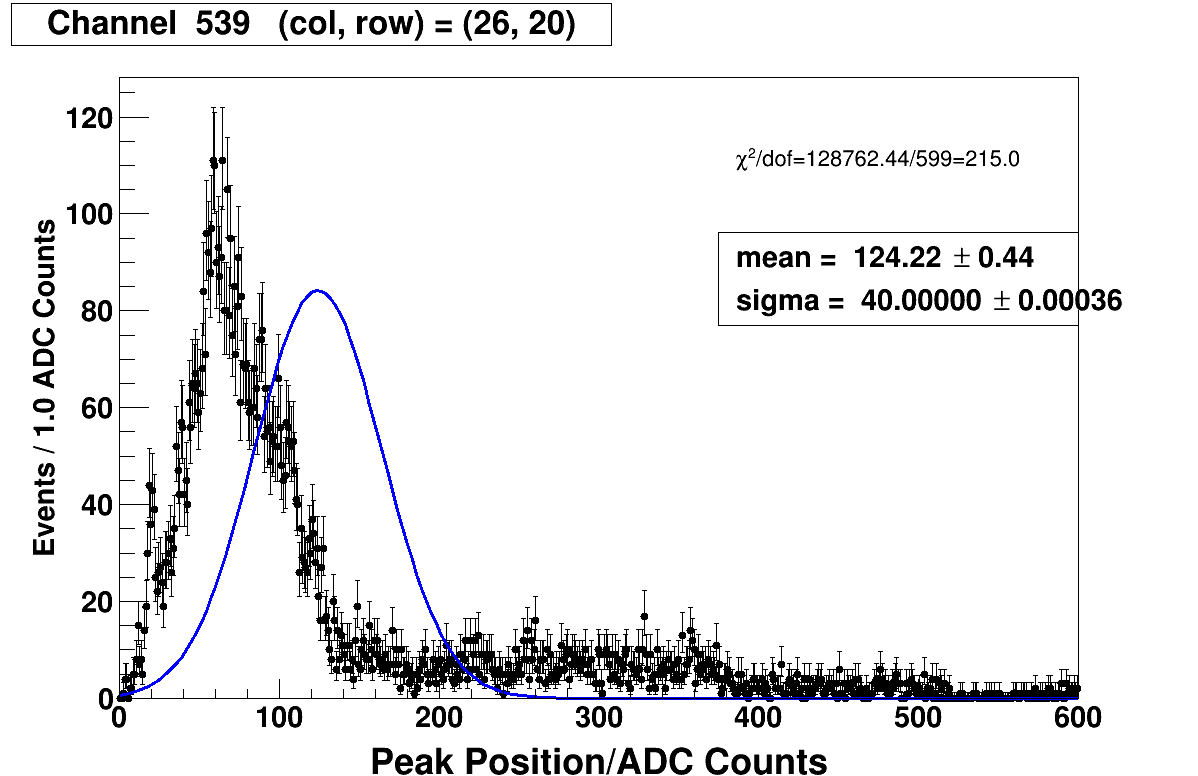 Channel 539 (col, row) = (26, 20)
χ²/dof=128762.44/599=215.0
mean = 124.22 ± 0.44
sigma = 40.00000 ± 0.00036
Events / 1.0 ADC Counts
120
100
80
60
40
20
0
0 100 200 300 400 500 600
Peak Position/ADC Counts